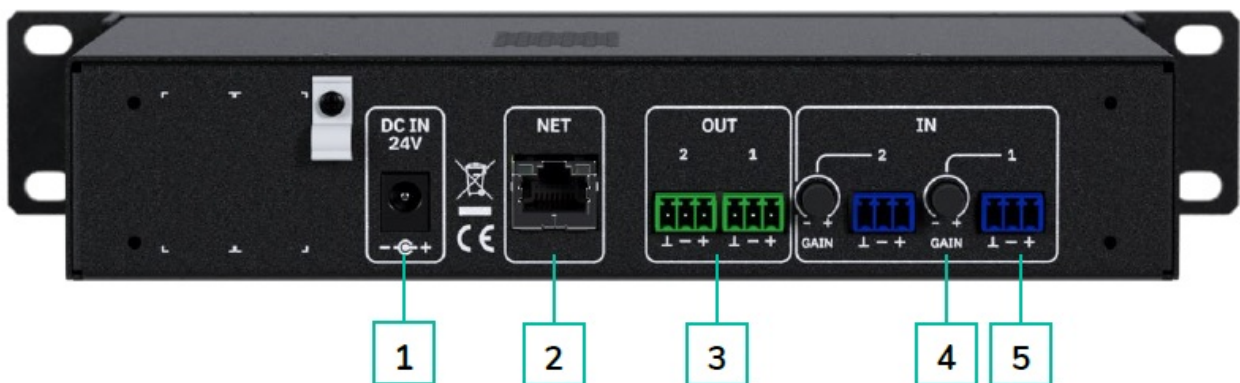 DC IN
24V
NET
OUT
IN
2 1
2 1
- +
GAIN
- +
GAIN
- +
⊥ - + ⊥ - +
⊥ - +
⊥ - +
CE
1 2 3 4 5